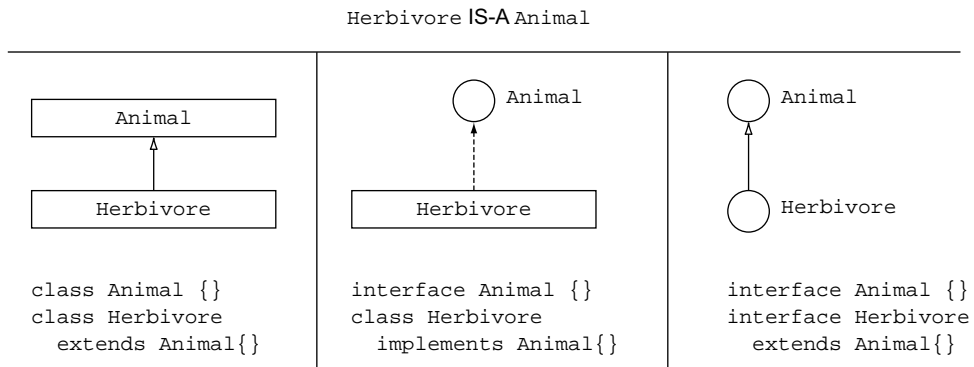 Herbivore IS-A Animal
Animal
Herbivore
class Animal {}
class Herbivore
extends Animal{}
Animal
Herbivore
interface Animal {}
class Herbivore
implements Animal{}
Animal
Herbivore
interface Animal {}
interface Herbivore
extends Animal{}